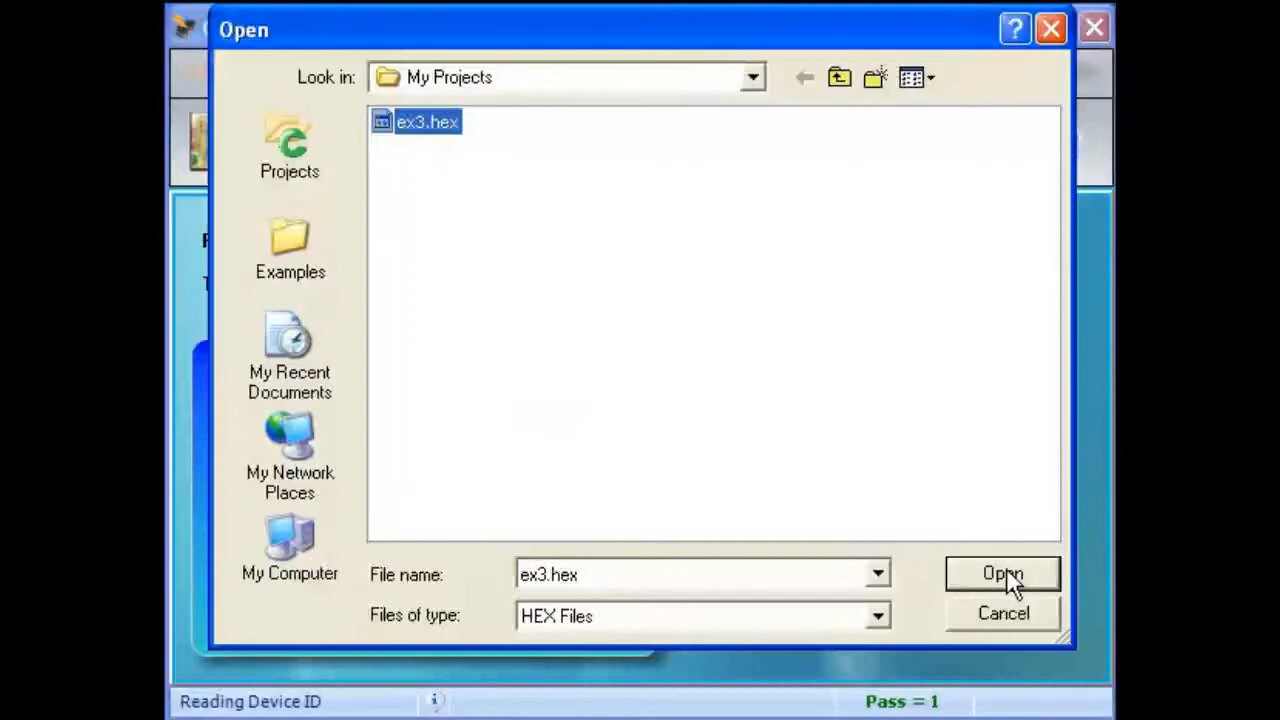 Open
Look in:
My Projects
ex3.hex
Projects
Examples
My Recent
Documents
My Network
Places
My Computer
File name:
ex3.hex
Open
Files of type:
HEX Files
Cancel
Reading Device ID
Pass = 1